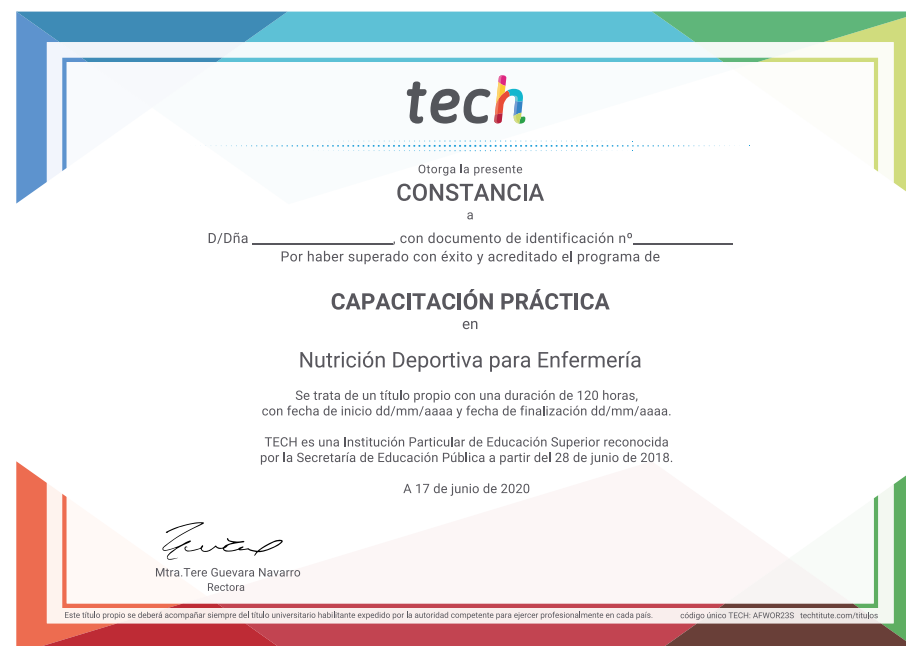 tech
Otorga la presente
CONSTANCIA
a
D/Dña ____________________, con documento de identificación nº______________
Por haber superado con éxito y acreditado el programa de
CAPACITACIÓN PRÁCTICA
en
Nutrición Deportiva para Enfermería
Se trata de un título propio con una duración de 120 horas,
con fecha de inicio dd/mm/aaaa y fecha de finalización dd/mm/aaaa.
TECH es una Institución Particular de Educación Superior reconocida
por la Secretaría de Educación Pública a partir del 28 de junio de 2018.
A 17 de junio de 2020
Mtra.Tere Guevara Navarro
Rectora
Este título propio se deberá acompañar siempre del título universitario habilitante expedido por la autoridad competente para ejercer profesionalmente en cada país. código único TECH: AFWOR23S techtitute.com/titulos